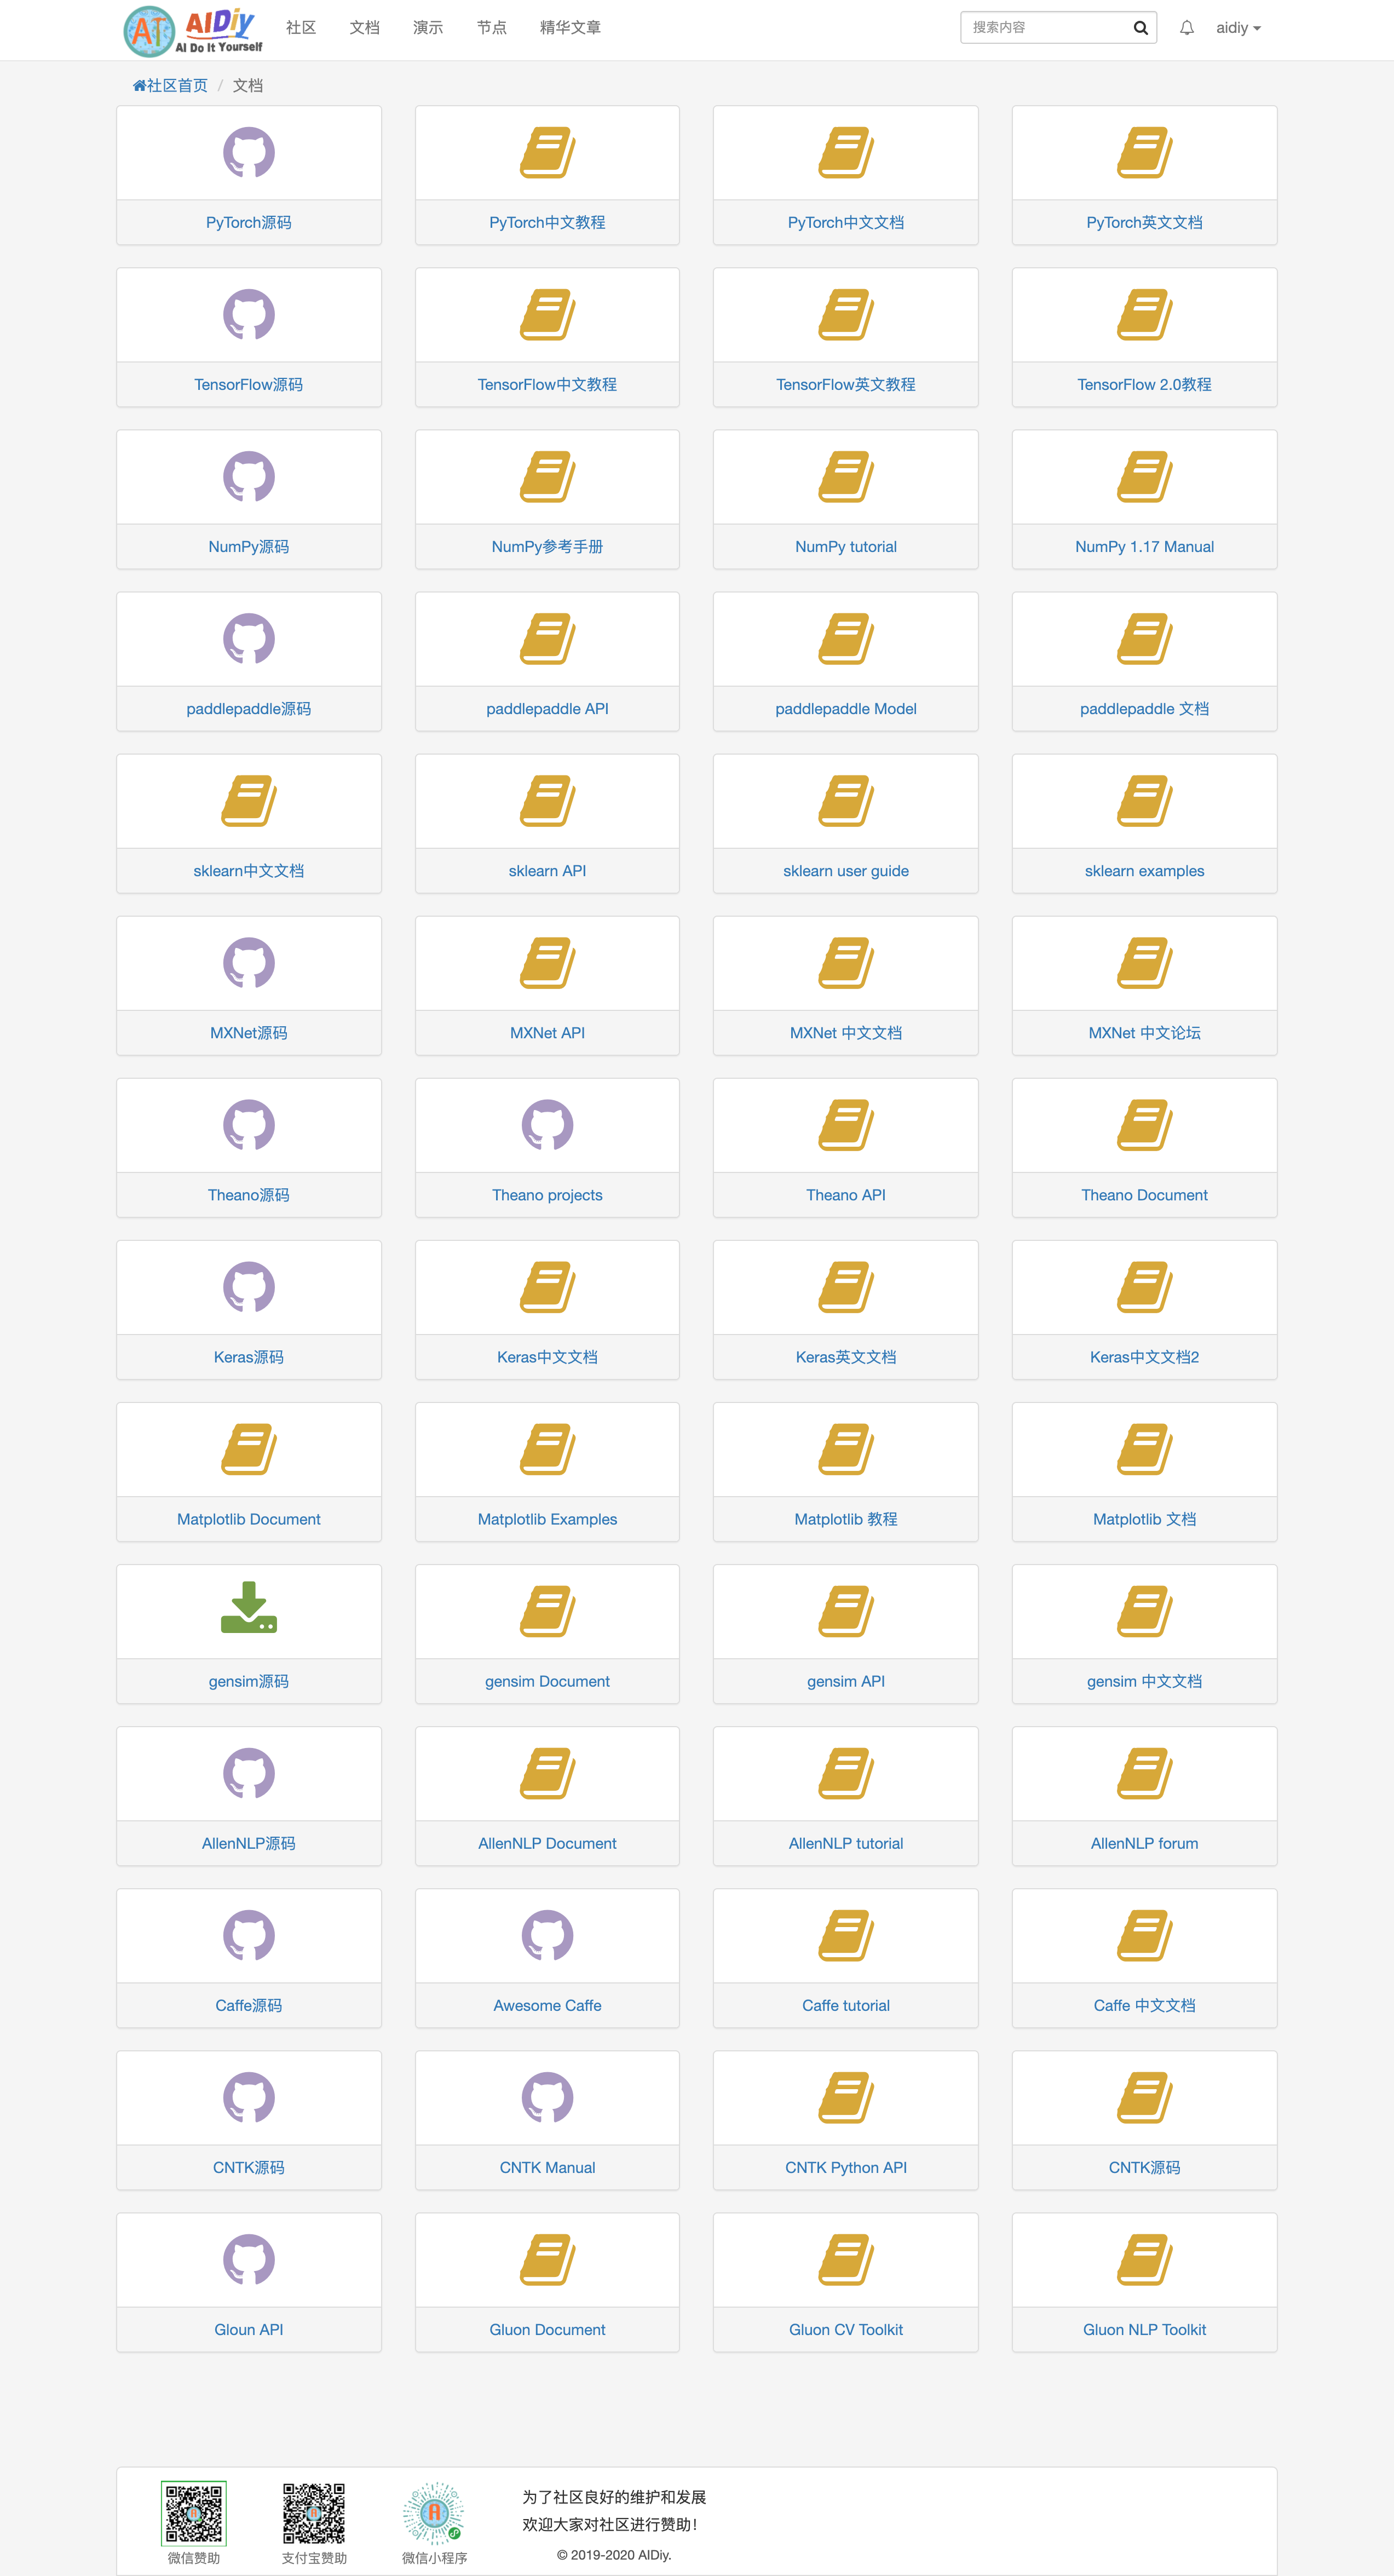 AIDiy
AI Do It Yourself
社区 文档 演示 节点 精华文章 搜索内容 aidiy
社区首页 / 文档
PyTorch源码 PyTorch中文教程 PyTorch中文文档 PyTorch英文文档
TensorFlow源码 TensorFlow中文教程 TensorFlow英文教程 TensorFlow 2.0教程
NumPy源码 NumPy参考手册 NumPy tutorial NumPy 1.17 Manual
paddlepaddle源码 paddlepaddle API paddlepaddle Model paddlepaddle 文档
sklearn中文文档 sklearn API sklearn user guide sklearn examples
MXNet源码 MXNet API MXNet 中文文档 MXNet 中文论坛
Theano源码 Theano projects Theano API Theano Document
Keras源码 Keras中文文档 Keras英文文档 Keras中文文档2
Matplotlib Document Matplotlib Examples Matplotlib 教程 Matplotlib 文档
gensim源码 gensim Document gensim API gensim 中文文档
AllenNLP源码 AllenNLP Document AllenNLP tutorial AllenNLP forum
Caffe源码 Awesome Caffe Caffe tutorial Caffe 中文文档
CNTK源码 CNTK Manual CNTK Python API CNTK源码
Gloun API Gluon Document Gluon CV Toolkit Gluon NLP Toolkit
为了社区良好的维护和发展
欢迎大家对社区进行赞助！
微信赞助 支付宝赞助 微信小程序 © 2019-2020 AIDiy.